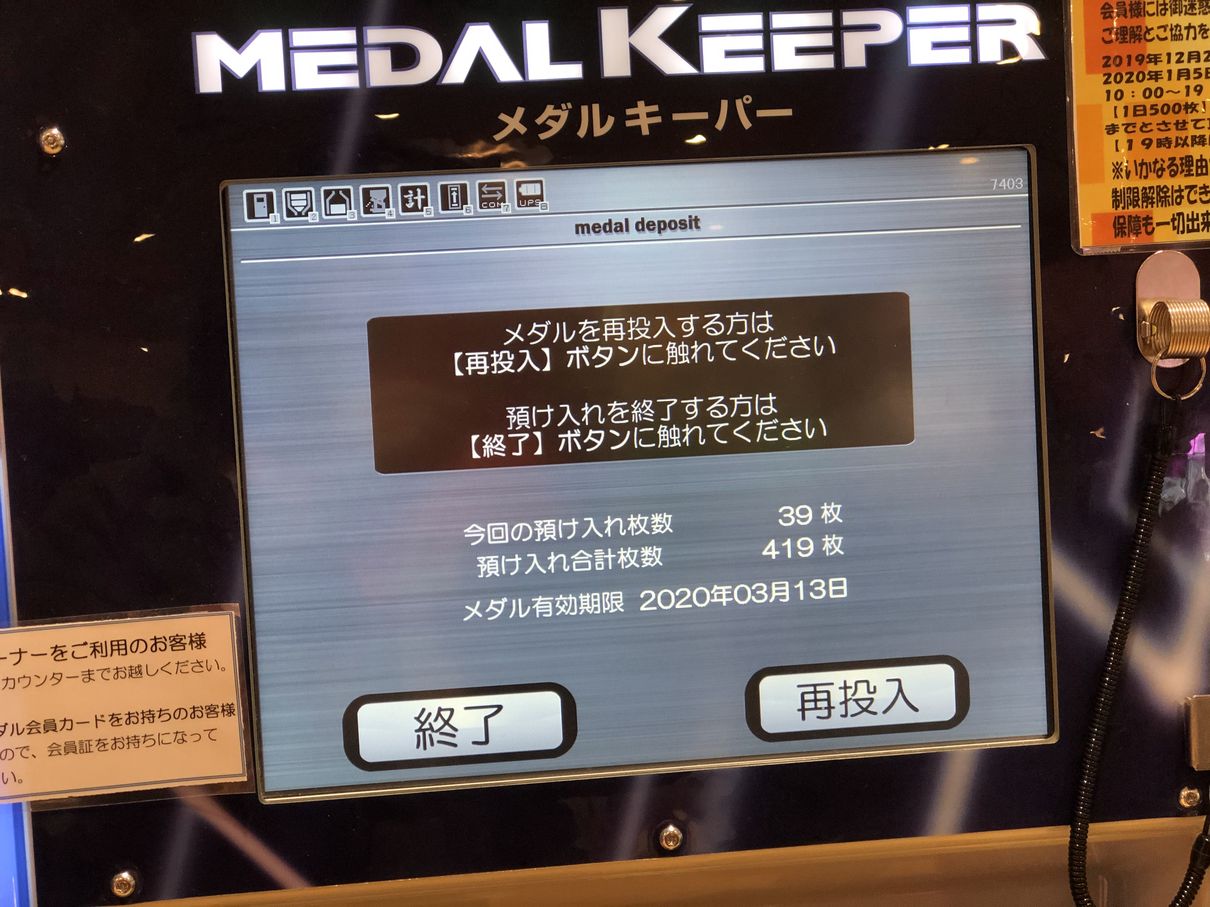 MEDAL KEEPER
メダルキーパー
会員様には御迷惑
ご理解とご協力を
2019年12月2
2020年1月5日
10:00~19
【1日500枚】
までとさせて
【19時以降
※いかなる理由
制限解除はでき
保障も一切出来
1
2
3
4
5
6
COM 7
UPS 8
7403
medal deposit
メダルを再投入する方は
【再投入】ボタンに触れてください
預け入れを終了する方は
【終了】ボタンに触れてください
今回の預け入れ枚数 39 枚
預け入れ合計枚数 419 枚
メダル有効期限 2020年03月13日
終了
再投入
ーナーをご利用のお客様
カウンターまでお越しください。
ダル会員カードをお持ちのお客様
ので、会員証をお持ちになって
い。